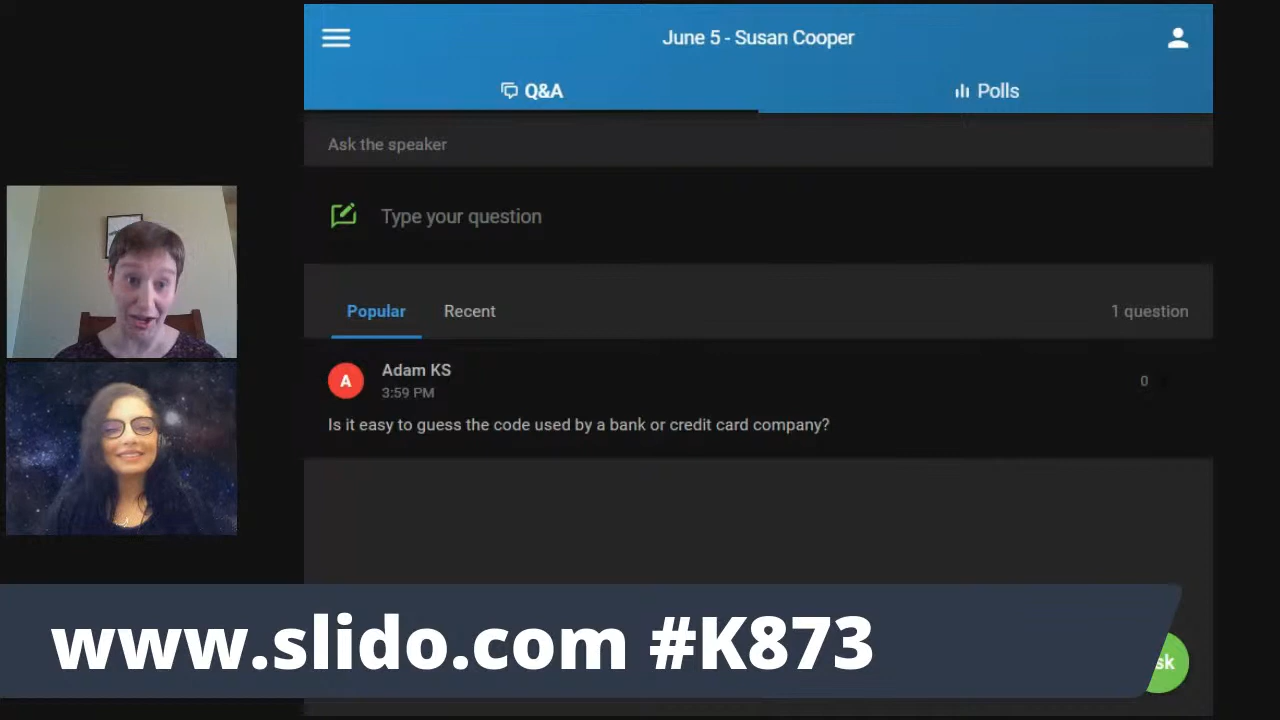 June 5 - Susan Cooper
Q&A
Polls
Ask the speaker
Type your question
Popular
Recent
1 question
A
Adam KS
3:59 PM
0
Is it easy to guess the code used by a bank or credit card company?
www.slido.com #K873
sk